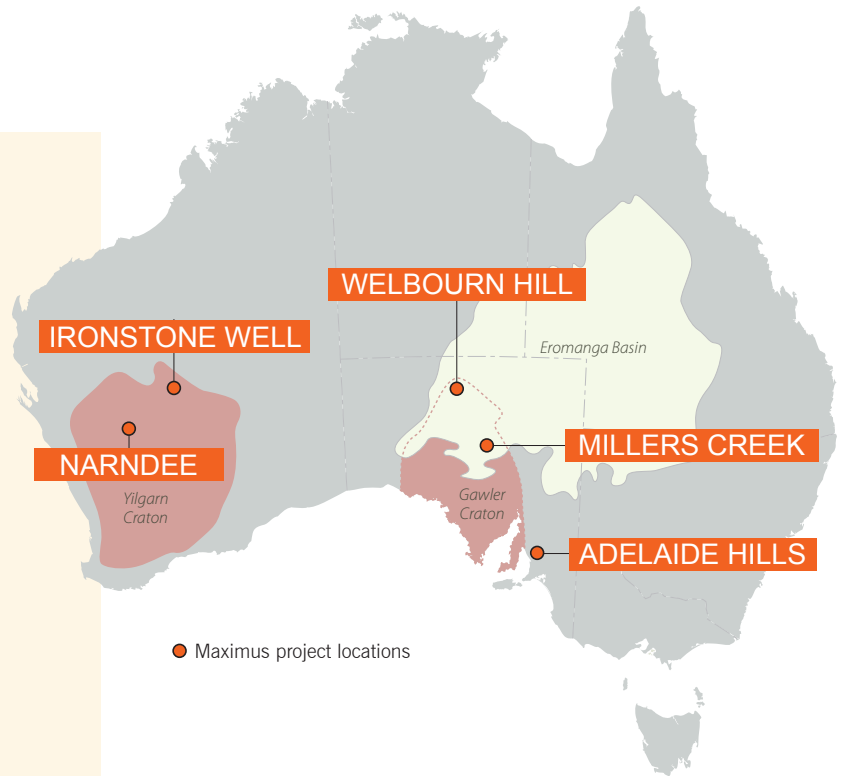 WELBOURN HILL
IRONSTONE WELL
Eromanga Basin
NARNDEE
MILLERS CREEK
Yilgarn
Craton
Gawler
Craton
ADELAIDE HILLS
Maximus project locations